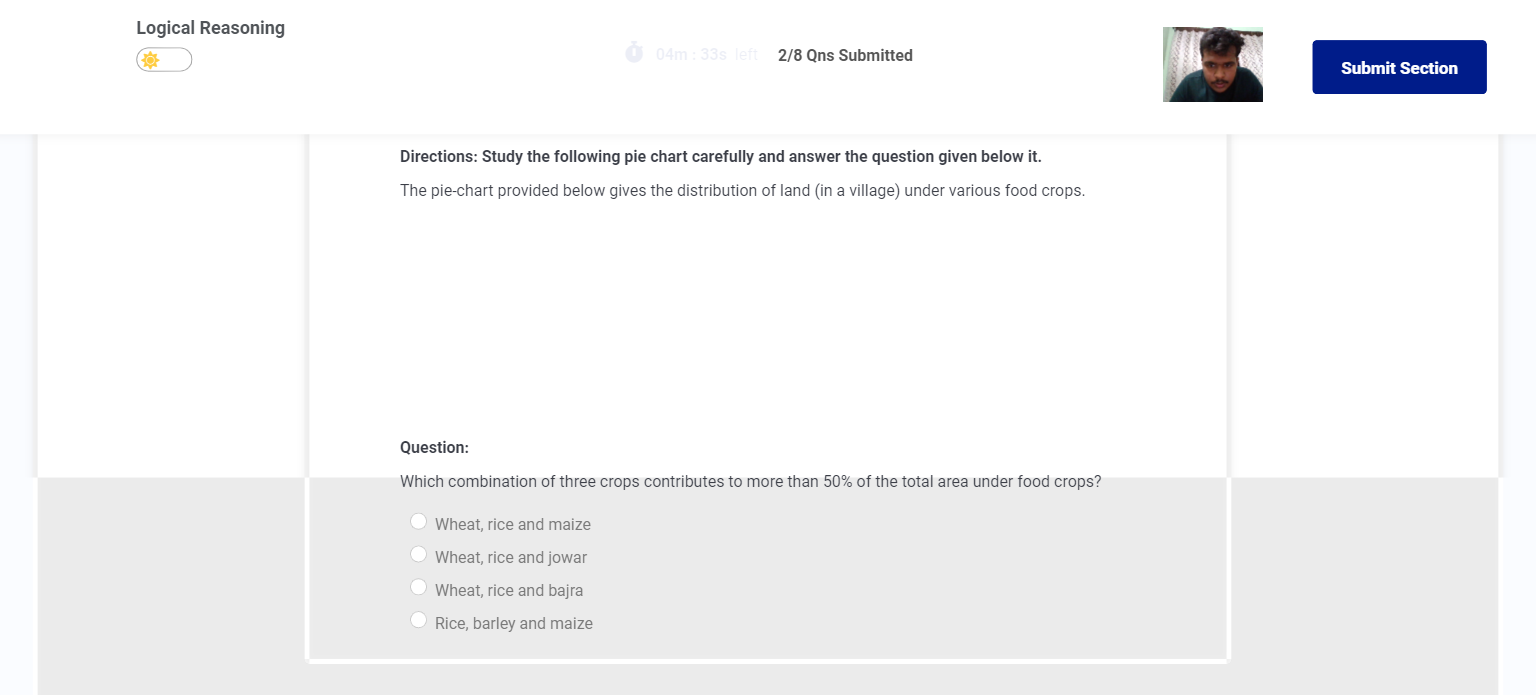 Logical Reasoning
04m : 33s left
2/8 Qns Submitted
Submit Section
Directions: Study the following pie chart carefully and answer the question given below it.
The pie-chart provided below gives the distribution of land (in a village) under various food crops.
Question:
Which combination of three crops contributes to more than 50% of the total area under food crops?
Wheat, rice and maize
Wheat, rice and jowar
Wheat, rice and bajra
Rice, barley and maize